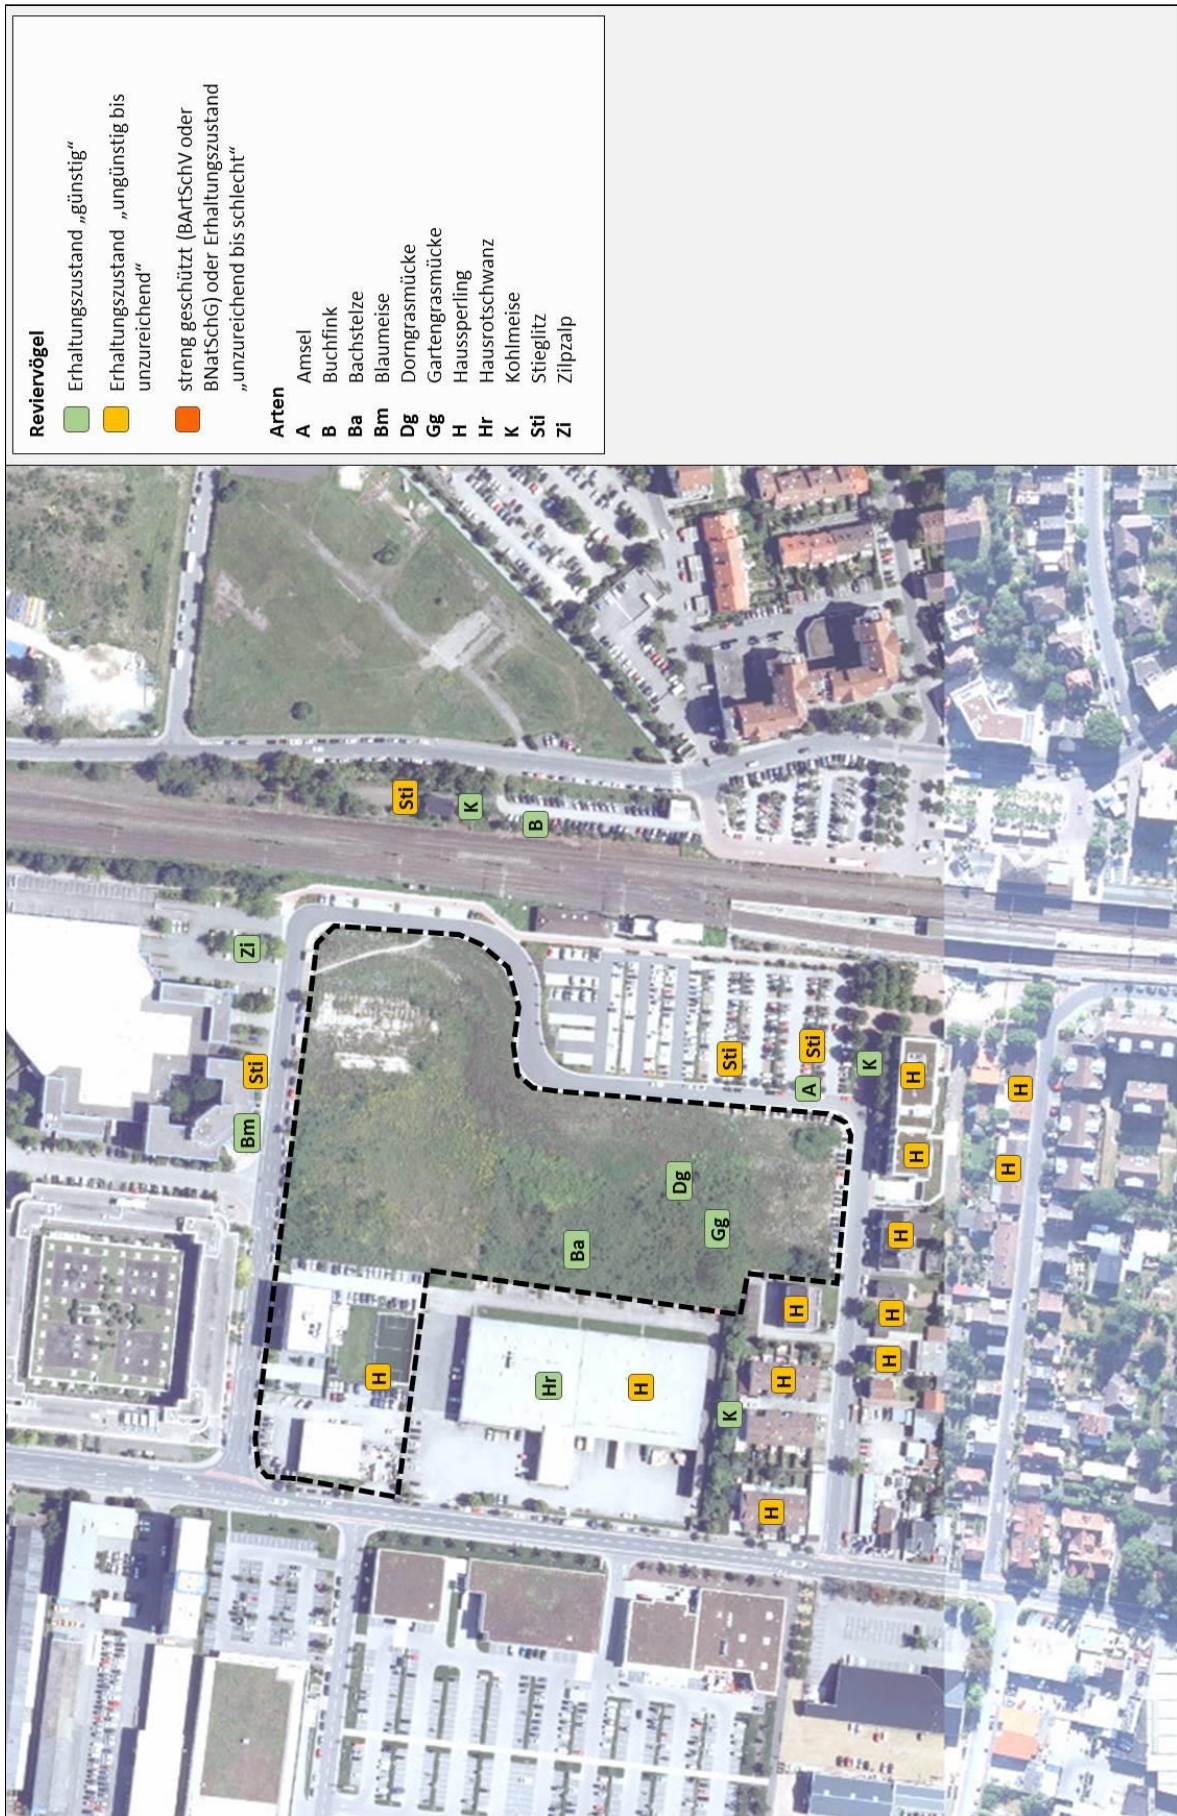 Reviervögel
Erhaltungszustand „günstig“
Erhaltungszustand „ungünstig bis
unzureichend“
streng geschützt (BArtSchV oder
BNatSchG) oder Erhaltungszustand
„unzureichend bis schlecht“
Arten
A Amsel
B Buchfink
Ba Bachstelze
Bm Blaumeise
Dg Dorngrasmücke
Gg Gartengrasmücke
H Haussperling
Hr Hausrotschwanz
K Kohlmeise
Sti Stieglitz
Zi Zilpzalp
Bm
Sti
Zi
H
Sti
K
B
Hr
Ba
H
Dg
Gg
Sti
K
H
H
H
A
Sti
K
H
H
H
H
H
H
H